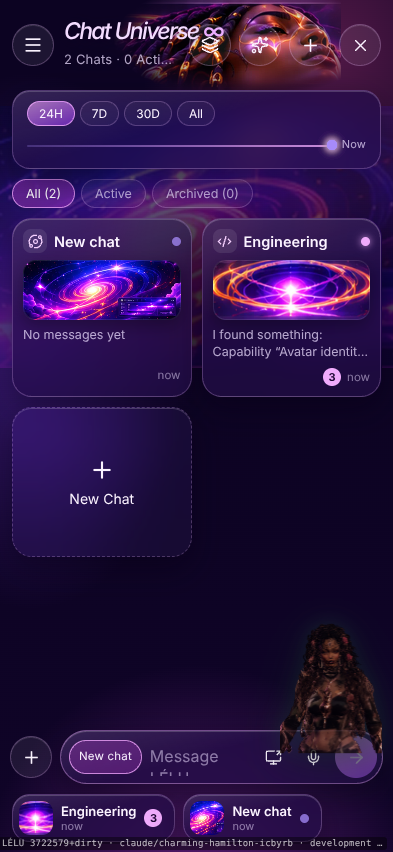 Chat Universe ∞
2 Chats · 0 Acti...
24H
7D
30D
All
Now
All (2)
Active
Archived (0)
New chat
No messages yet
now
Engineering
I found something:
Capability “Avatar identit...
3 now
New Chat
New chat
Message
Engineering
now
3
New chat
now
LÉLU 3722579+dirty · claude/charming-hamilton-icbyrb · development …